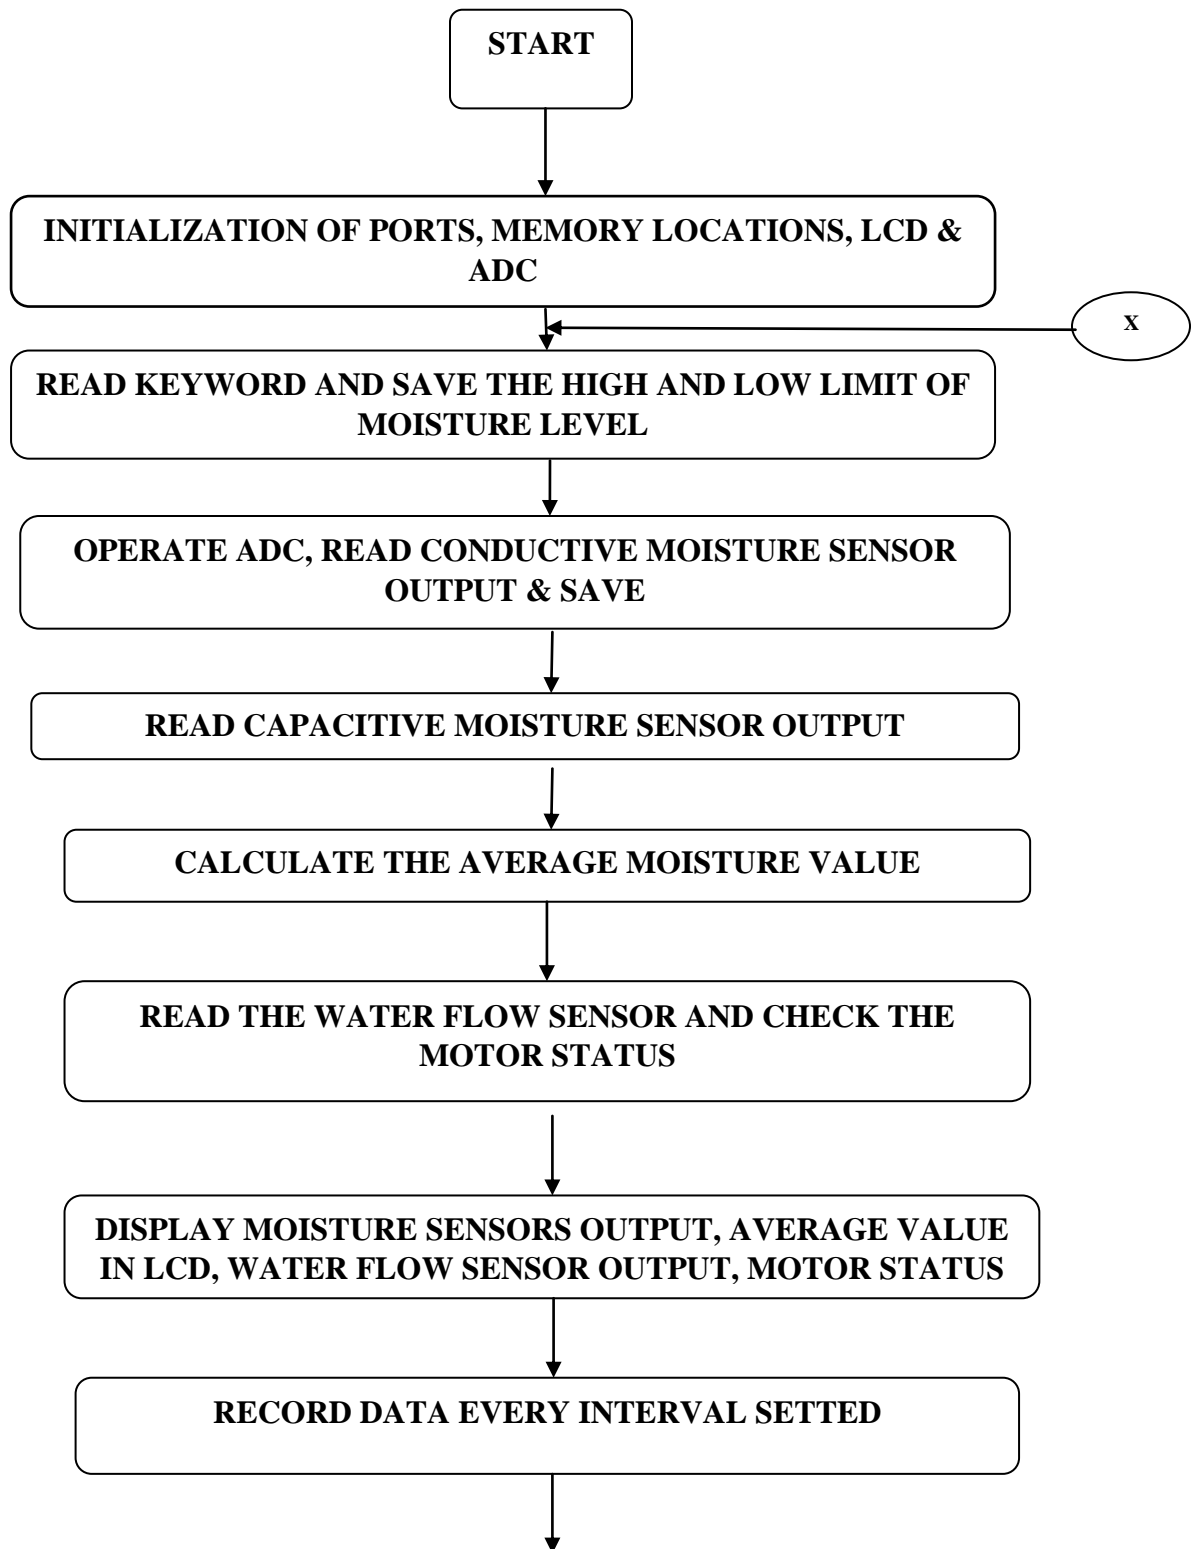 START
INITIALIZATION OF PORTS, MEMORY LOCATIONS, LCD &
ADC
X
READ KEYWORD AND SAVE THE HIGH AND LOW LIMIT OF
MOISTURE LEVEL
OPERATE ADC, READ CONDUCTIVE MOISTURE SENSOR
OUTPUT & SAVE
READ CAPACITIVE MOISTURE SENSOR OUTPUT
CALCULATE THE AVERAGE MOISTURE VALUE
READ THE WATER FLOW SENSOR AND CHECK THE
MOTOR STATUS
DISPLAY MOISTURE SENSORS OUTPUT, AVERAGE VALUE
IN LCD, WATER FLOW SENSOR OUTPUT, MOTOR STATUS
RECORD DATA EVERY INTERVAL SETTED